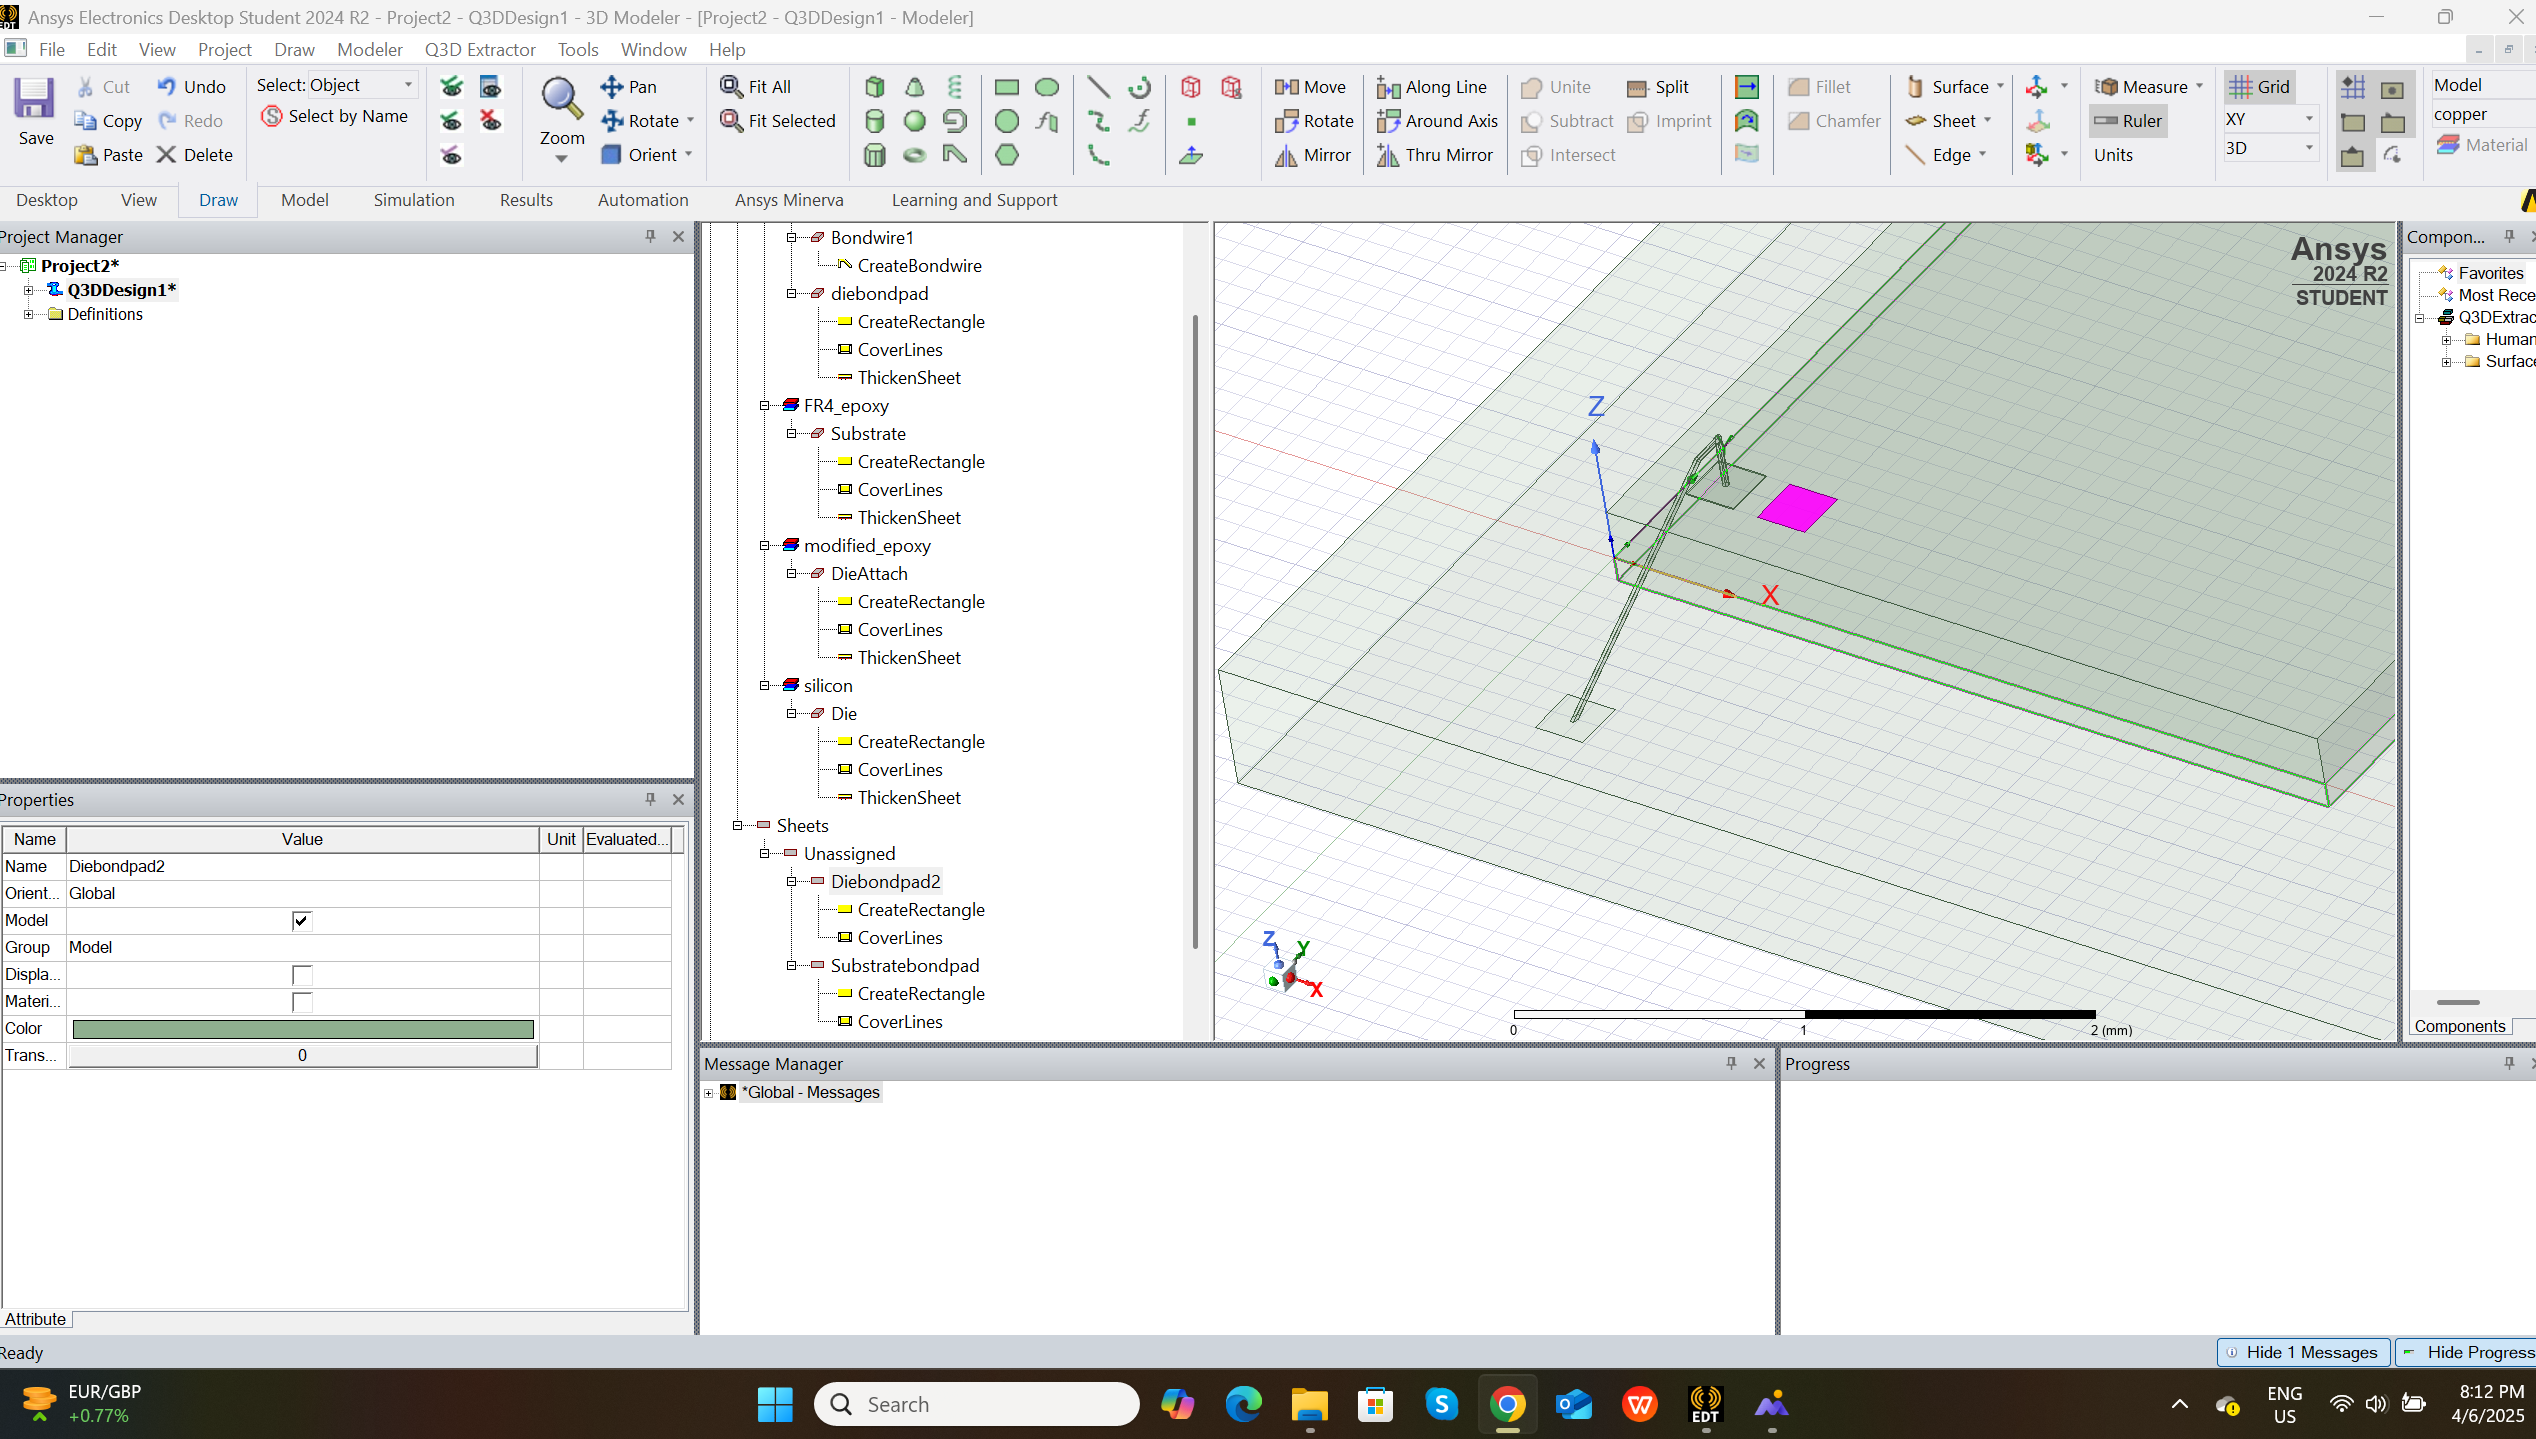 Ansys Electronics Desktop Student 2024 R2 - Project2 - Q3DDesign1 - 3D Modeler - [Project2 - Q3DDesign1 - Modeler]
File Edit View Project Draw Modeler Q3D Extractor Tools Window Help
Save
Cut Undo
Copy Redo
Paste Delete
Select: Object
Select by Name
Zoom
Pan
Rotate
Orient
Fit All
Fit Selected
Move Along Line
Rotate Around Axis
Mirror Thru Mirror
Unite Split
Subtract Imprint
Intersect
Fillet
Chamfer
Surface
Sheet
Edge
Measure
Ruler
Units
Grid
XY
3D
Model
copper
Material
Desktop View Draw Model Simulation Results Automation Ansys Minerva Learning and Support
Project Manager
Project2*
Q3DDesign1*
Definitions
Properties
Name Value Unit Evaluated...
Name Diebondpad2
Orient... Global
Model
Group Model
Displa...
Materi...
Color
Trans... 0
Attribute
Bondwire1
CreateBondwire
diebondpad
CreateRectangle
CoverLines
ThickenSheet
FR4_epoxy
Substrate
CreateRectangle
CoverLines
ThickenSheet
modified_epoxy
DieAttach
CreateRectangle
CoverLines
ThickenSheet
silicon
Die
CreateRectangle
CoverLines
ThickenSheet
Sheets
Unassigned
Diebondpad2
CreateRectangle
CoverLines
Substratebondpad
CreateRectangle
CoverLines
Ansys
2024 R2
STUDENT
Z
X
Z
Y
X
0 1 2 (mm)
Compon...
Favorites
Most Rece
Q3DExtrac
Human
Surface
Components
Message Manager
*Global - Messages
Progress
Ready
Hide 1 Messages Hide Progress
EUR/GBP
+0.77%
Search
EDT
ENG
US
8:12 PM
4/6/2025